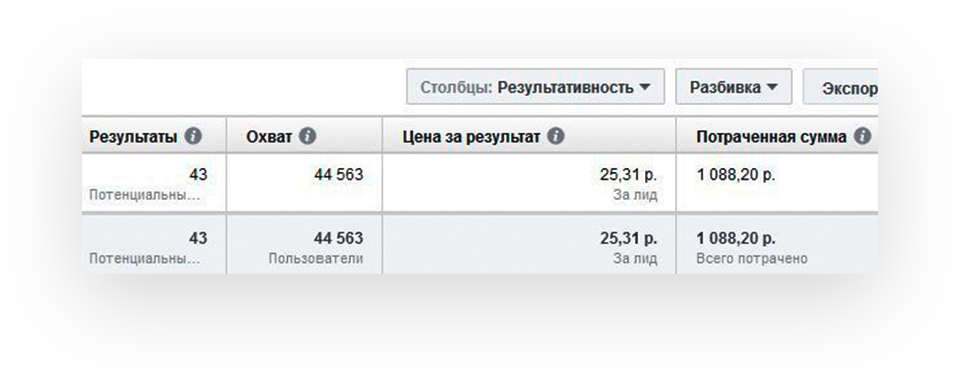 Столбцы: Результативность Разбивка Экспор
Результаты Охват Цена за результат Потраченная сумма
43 44 563 25,31 р. 1 088,20 р.
Потенциальны... За лид
43 44 563 25,31 р. 1 088,20 р.
Потенциальны... Пользователи За лид Всего потрачено